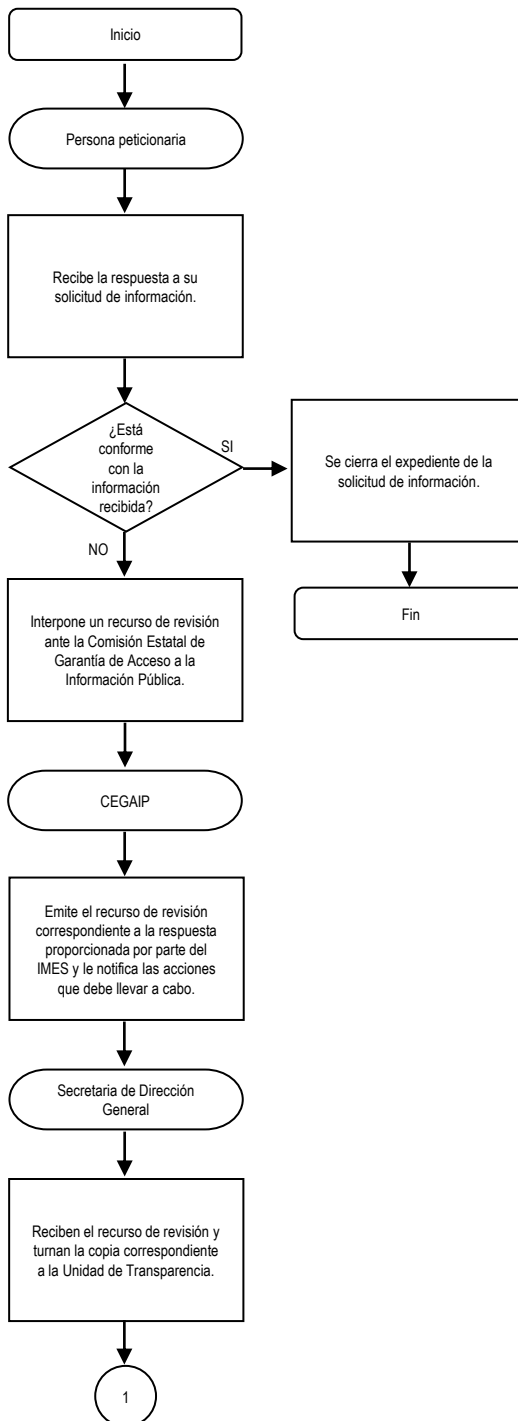 Inicio
Persona peticionaria
Recibe la respuesta a su
solicitud de información.
¿Está
conforme
con la
información
recibida?
SI
Se cierra el expediente de la
solicitud de información.
Fin
NO
Interpone un recurso de revisión
ante la Comisión Estatal de
Garantía de Acceso a la
Información Pública.
CEGAIP
Emite el recurso de revisión
correspondiente a la respuesta
proporcionada por parte del
IMES y le notifica las acciones
que debe llevar a cabo.
Secretaria de Dirección
General
Reciben el recurso de revisión y
turnan la copia correspondiente
a la Unidad de Transparencia.
1